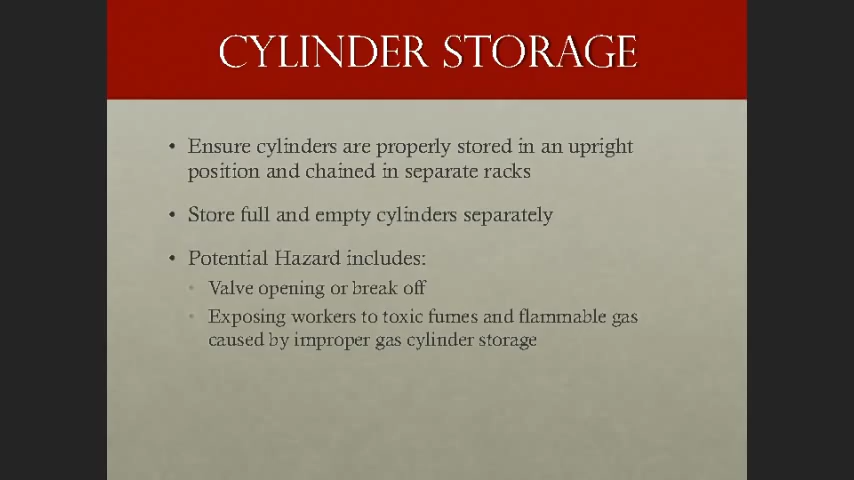 CYLINDER STORAGE
• Ensure cylinders are properly stored in an upright
position and chained in separate racks
• Store full and empty cylinders separately
• Potential Hazard includes:
• Valve opening or break off
• Exposing workers to toxic fumes and flammable gas
caused by improper gas cylinder storage